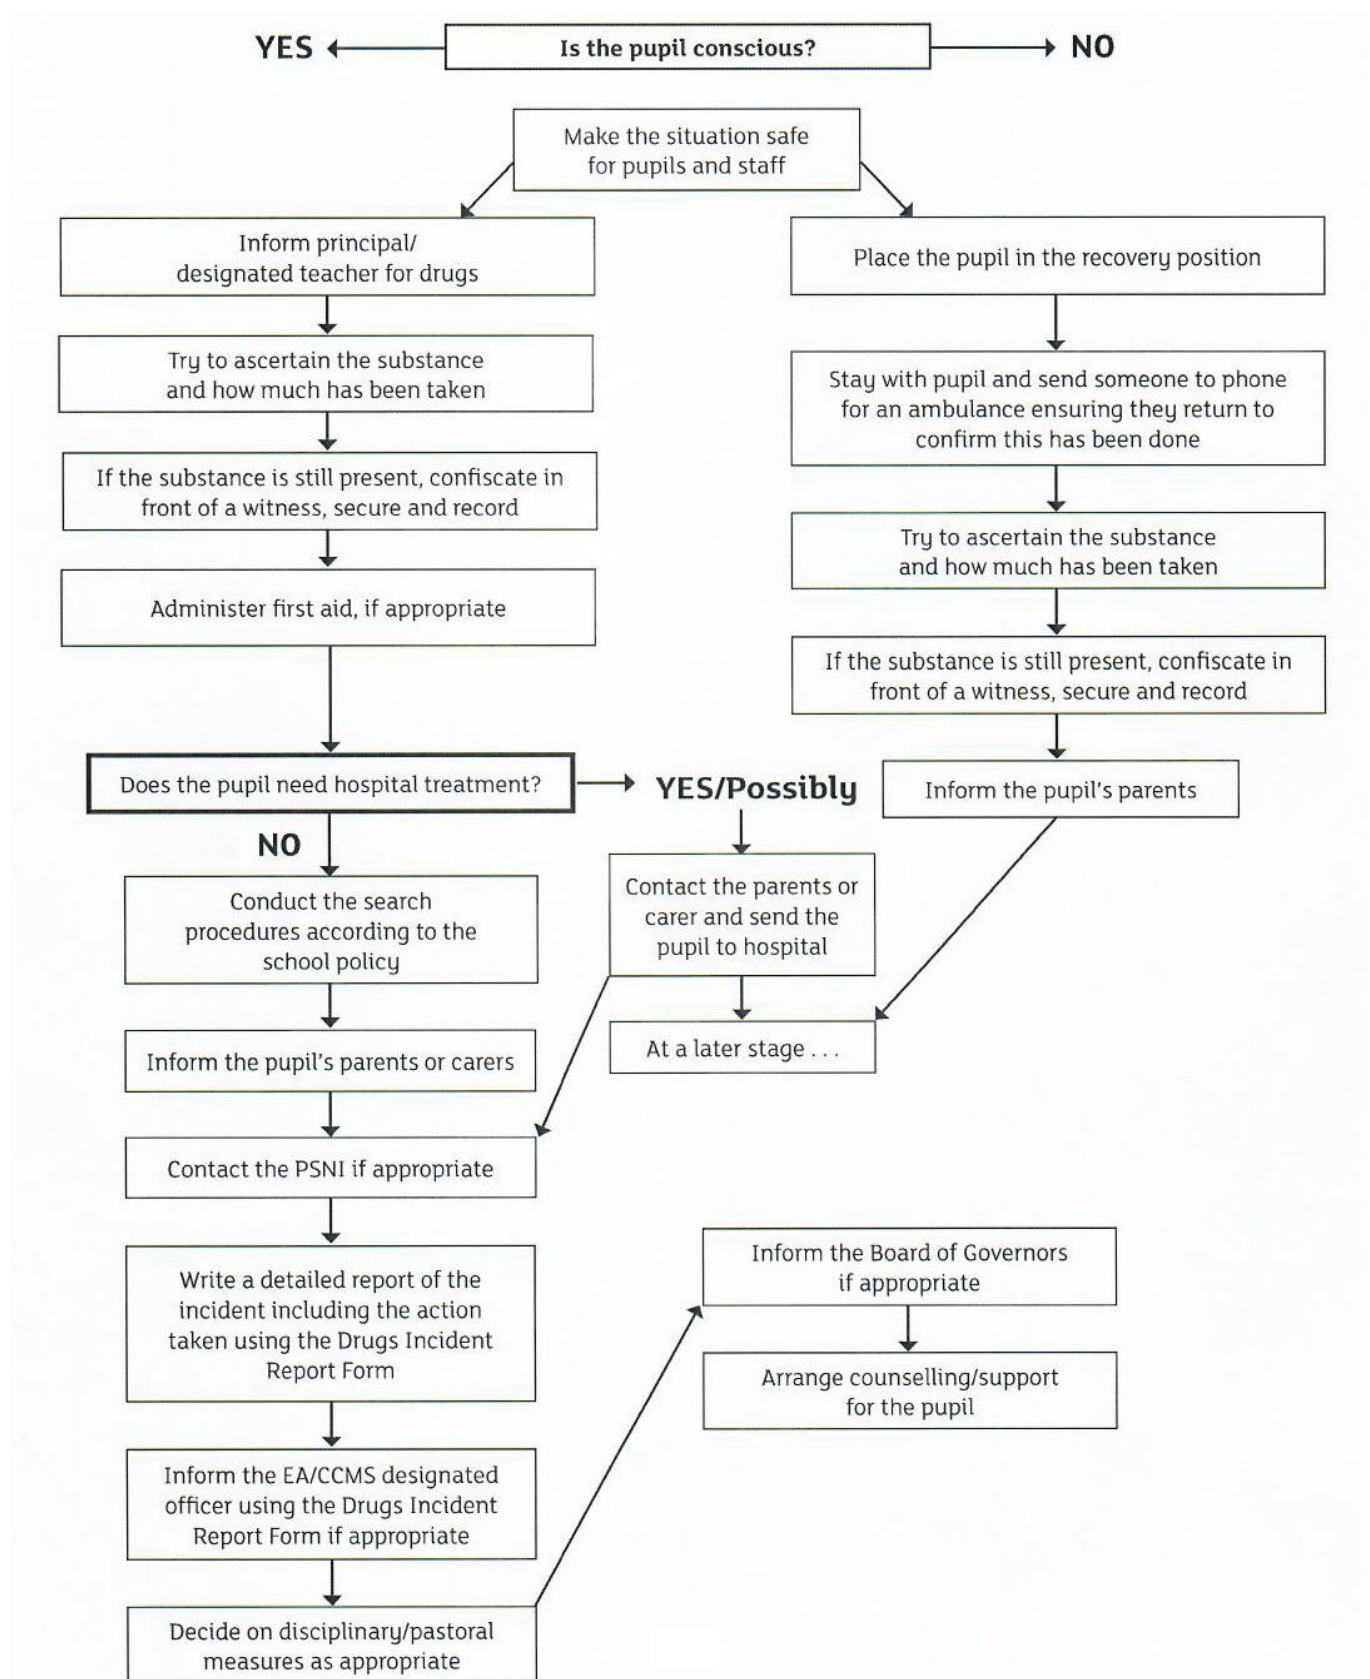 YES
Is the pupil conscious?
NO
Make the situation safe
for pupils and staff
Inform principal/
designated teacher for drugs
Try to ascertain the substance
and how much has been taken
If the substance is still present, confiscate in
front of a witness, secure and record
Administer first aid, if appropriate
Place the pupil in the recovery position
Stay with pupil and send someone to phone
for an ambulance ensuring they return to
confirm this has been done
Try to ascertain the substance
and how much has been taken
If the substance is still present, confiscate in
front of a witness, secure and record
Inform the pupil's parents
Does the pupil need hospital treatment?
YES/Possibly
NO
Contact the parents or
carer and send the
pupil to hospital
At a later stage . . .
Conduct the search
procedures according to the
school policy
Inform the pupil's parents or carers
Contact the PSNI if appropriate
Write a detailed report of the
incident including the action
taken using the Drugs Incident
Report Form
Inform the EA/CCMS designated
officer using the Drugs Incident
Report Form if appropriate
Decide on disciplinary/pastoral
measures as appropriate
Inform the Board of Governors
if appropriate
Arrange counselling/support
for the pupil